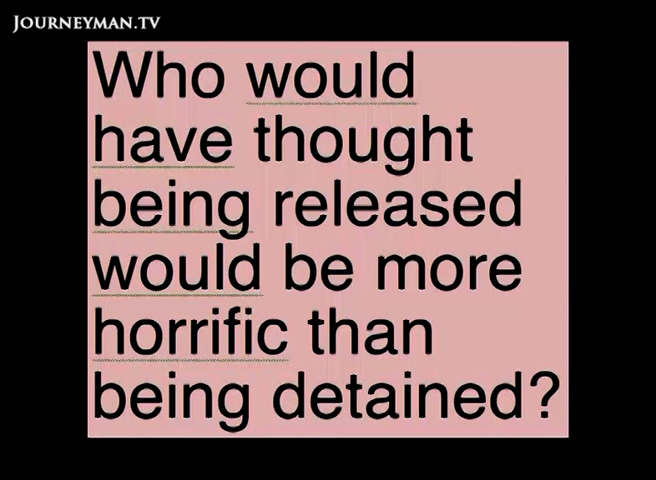 JOURNEYMAN.TV
Who would
have thought
being released
would be more
horrific than
being detained?